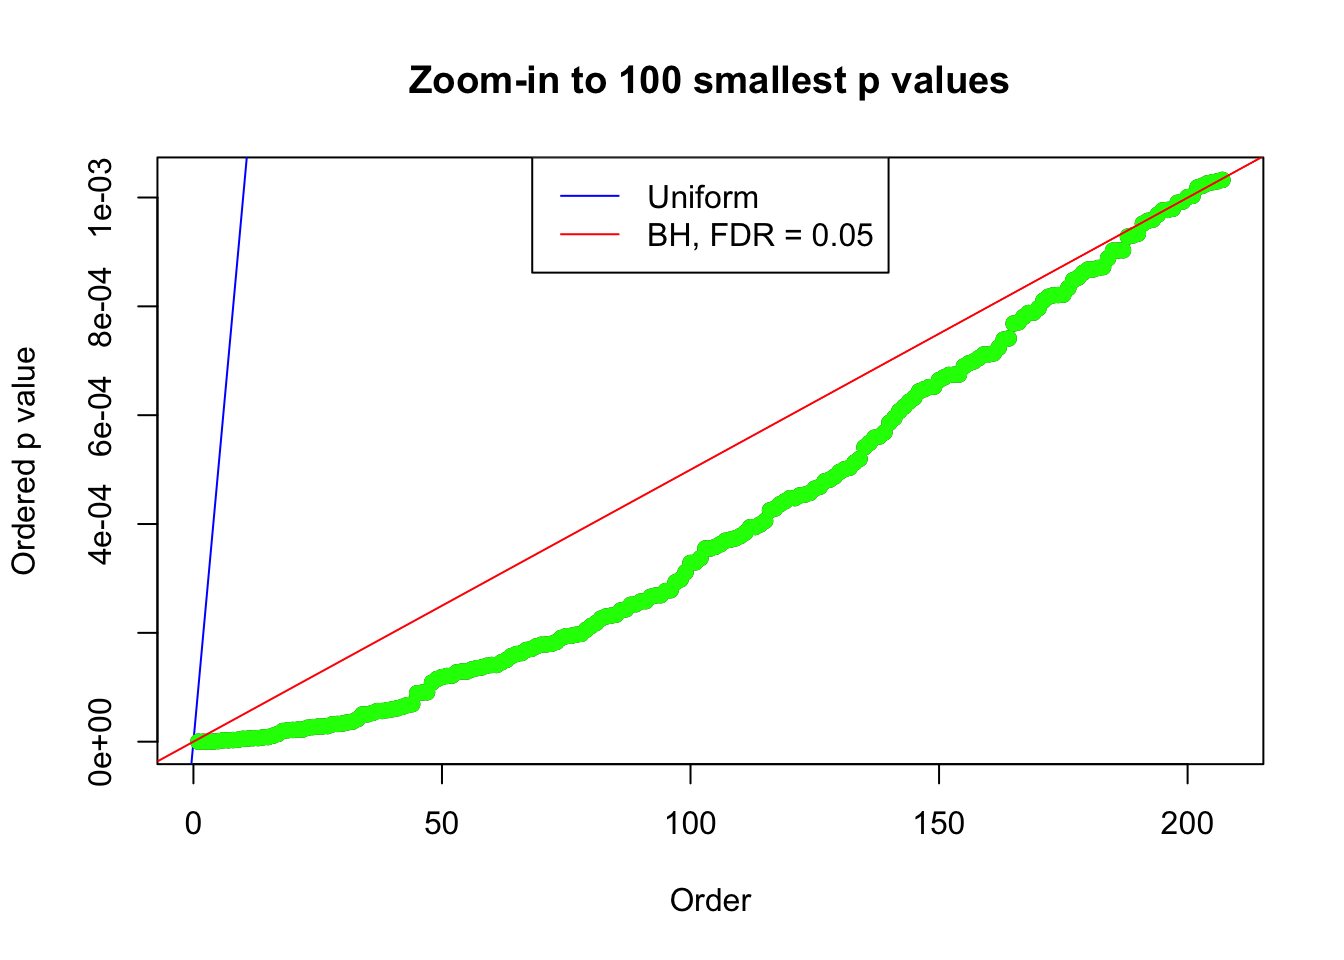 Zoom-in to 100 smallest p values
Uniform
BH, FDR = 0.05
Ordered p value
1e-03
8e-04
6e-04
4e-04
0e+00
0
50
100
150
200
Order